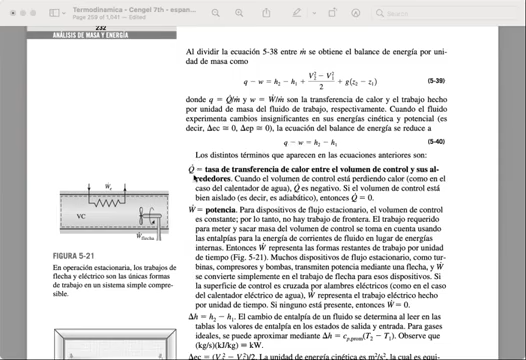 Termodinamica - Cengel 7th - espan...
Page 259 of 1,041 — Edited
Search
232
ANÁLISIS DE MASA Y ENERGÍA
Al dividir la ecuación 5-38 entre ṁ se obtiene el balance de energía por uni-
dad de masa como
q − w = h₂ − h₁ + (V₂² − V₁²)/2 + g(z₂ − z₁) (5-39)
donde q = Q̇/ṁ y w = Ẇ/ṁ son la transferencia de calor y el trabajo hecho
por unidad de masa del fluido de trabajo, respectivamente. Cuando el fluido
experimenta cambios insignificantes en sus energías cinética y potencial (es
decir, Δec ≅ 0, Δep ≅ 0), la ecuación del balance de energía se reduce a
q − w = h₂ − h₁ (5-40)
Los distintos términos que aparecen en las ecuaciones anteriores son:
Q̇ = tasa de transferencia de calor entre el volumen de control y sus al-
rededores. Cuando el volumen de control está perdiendo calor (como en el
caso del calentador de agua), Q̇ es negativo. Si el volumen de control está
bien aislado (es decir, es adiabático), entonces Q̇ = 0.
Ẇ = potencia. Para dispositivos de flujo estacionario, el volumen de control
es constante; por lo tanto, no hay trabajo de frontera. El trabajo requerido
para meter y sacar masa del volumen de control se toma en cuenta usando
las entalpías para la energía de corrientes de fluido en lugar de energías
internas. Entonces Ẇ representa las formas restantes de trabajo por unidad
de tiempo (Fig. 5-21). Muchos dispositivos de flujo estacionario, como tur-
binas, compresores y bombas, transmiten potencia mediante una flecha, y Ẇ
se convierte simplemente en el trabajo de flecha para esos dispositivos. Si
la superficie de control es cruzada por alambres eléctricos (como en el caso
del calentador eléctrico de agua), Ẇ representa el trabajo eléctrico hecho
por unidad de tiempo. Si ninguno está presente, entonces Ẇ = 0.
Δh = h₂ − h₁. El cambio de entalpía de un fluido se determina al leer en las
tablas los valores de entalpía en los estados de salida y entrada. Para gases
ideales, se puede aproximar mediante Δh = c_p,prom(T₂ − T₁). Observe que
(kg/s)(kJ/kg) ≡ kW.
Δec = (V₂² − V₁²)/2. La unidad de energía cinética es m²/s², la cual es equi-
Ẇe
VC
Ẇflecha
FIGURA 5-21
En operación estacionaria, los trabajos de
flecha y eléctrico son las únicas formas
de trabajo en un sistema simple compre-
sible.